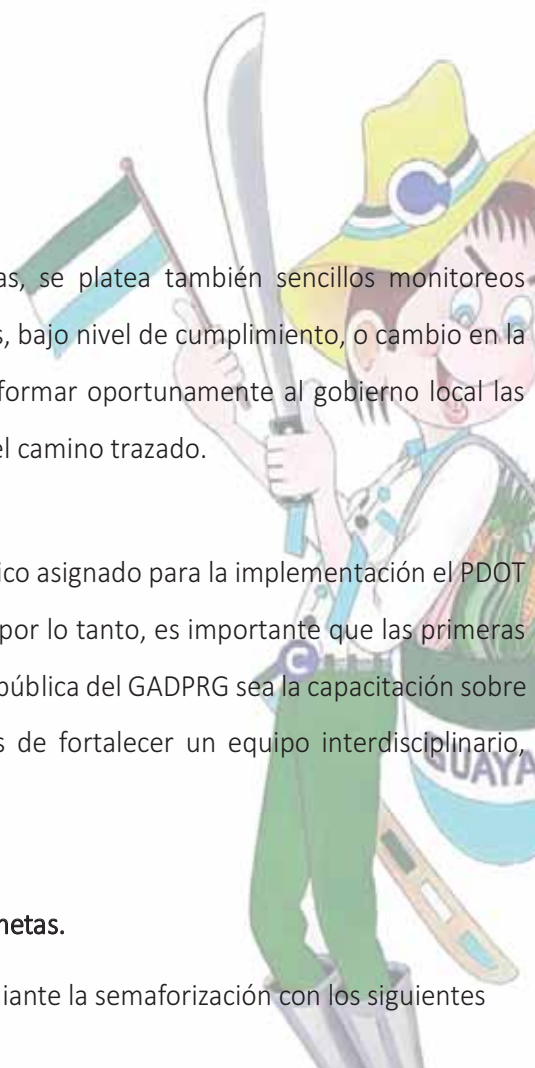 as, se platea también sencillos monitoreos
s, bajo nivel de cumplimiento, o cambio en la
formar oportunamente al gobierno local las
el camino trazado.
ico asignado para la implementación el PDOT
por lo tanto, es importante que las primeras
pública del GADPRG sea la capacitación sobre
s de fortalecer un equipo interdisciplinario,
GUAYA
netas.
diante la semaforización con los siguientes